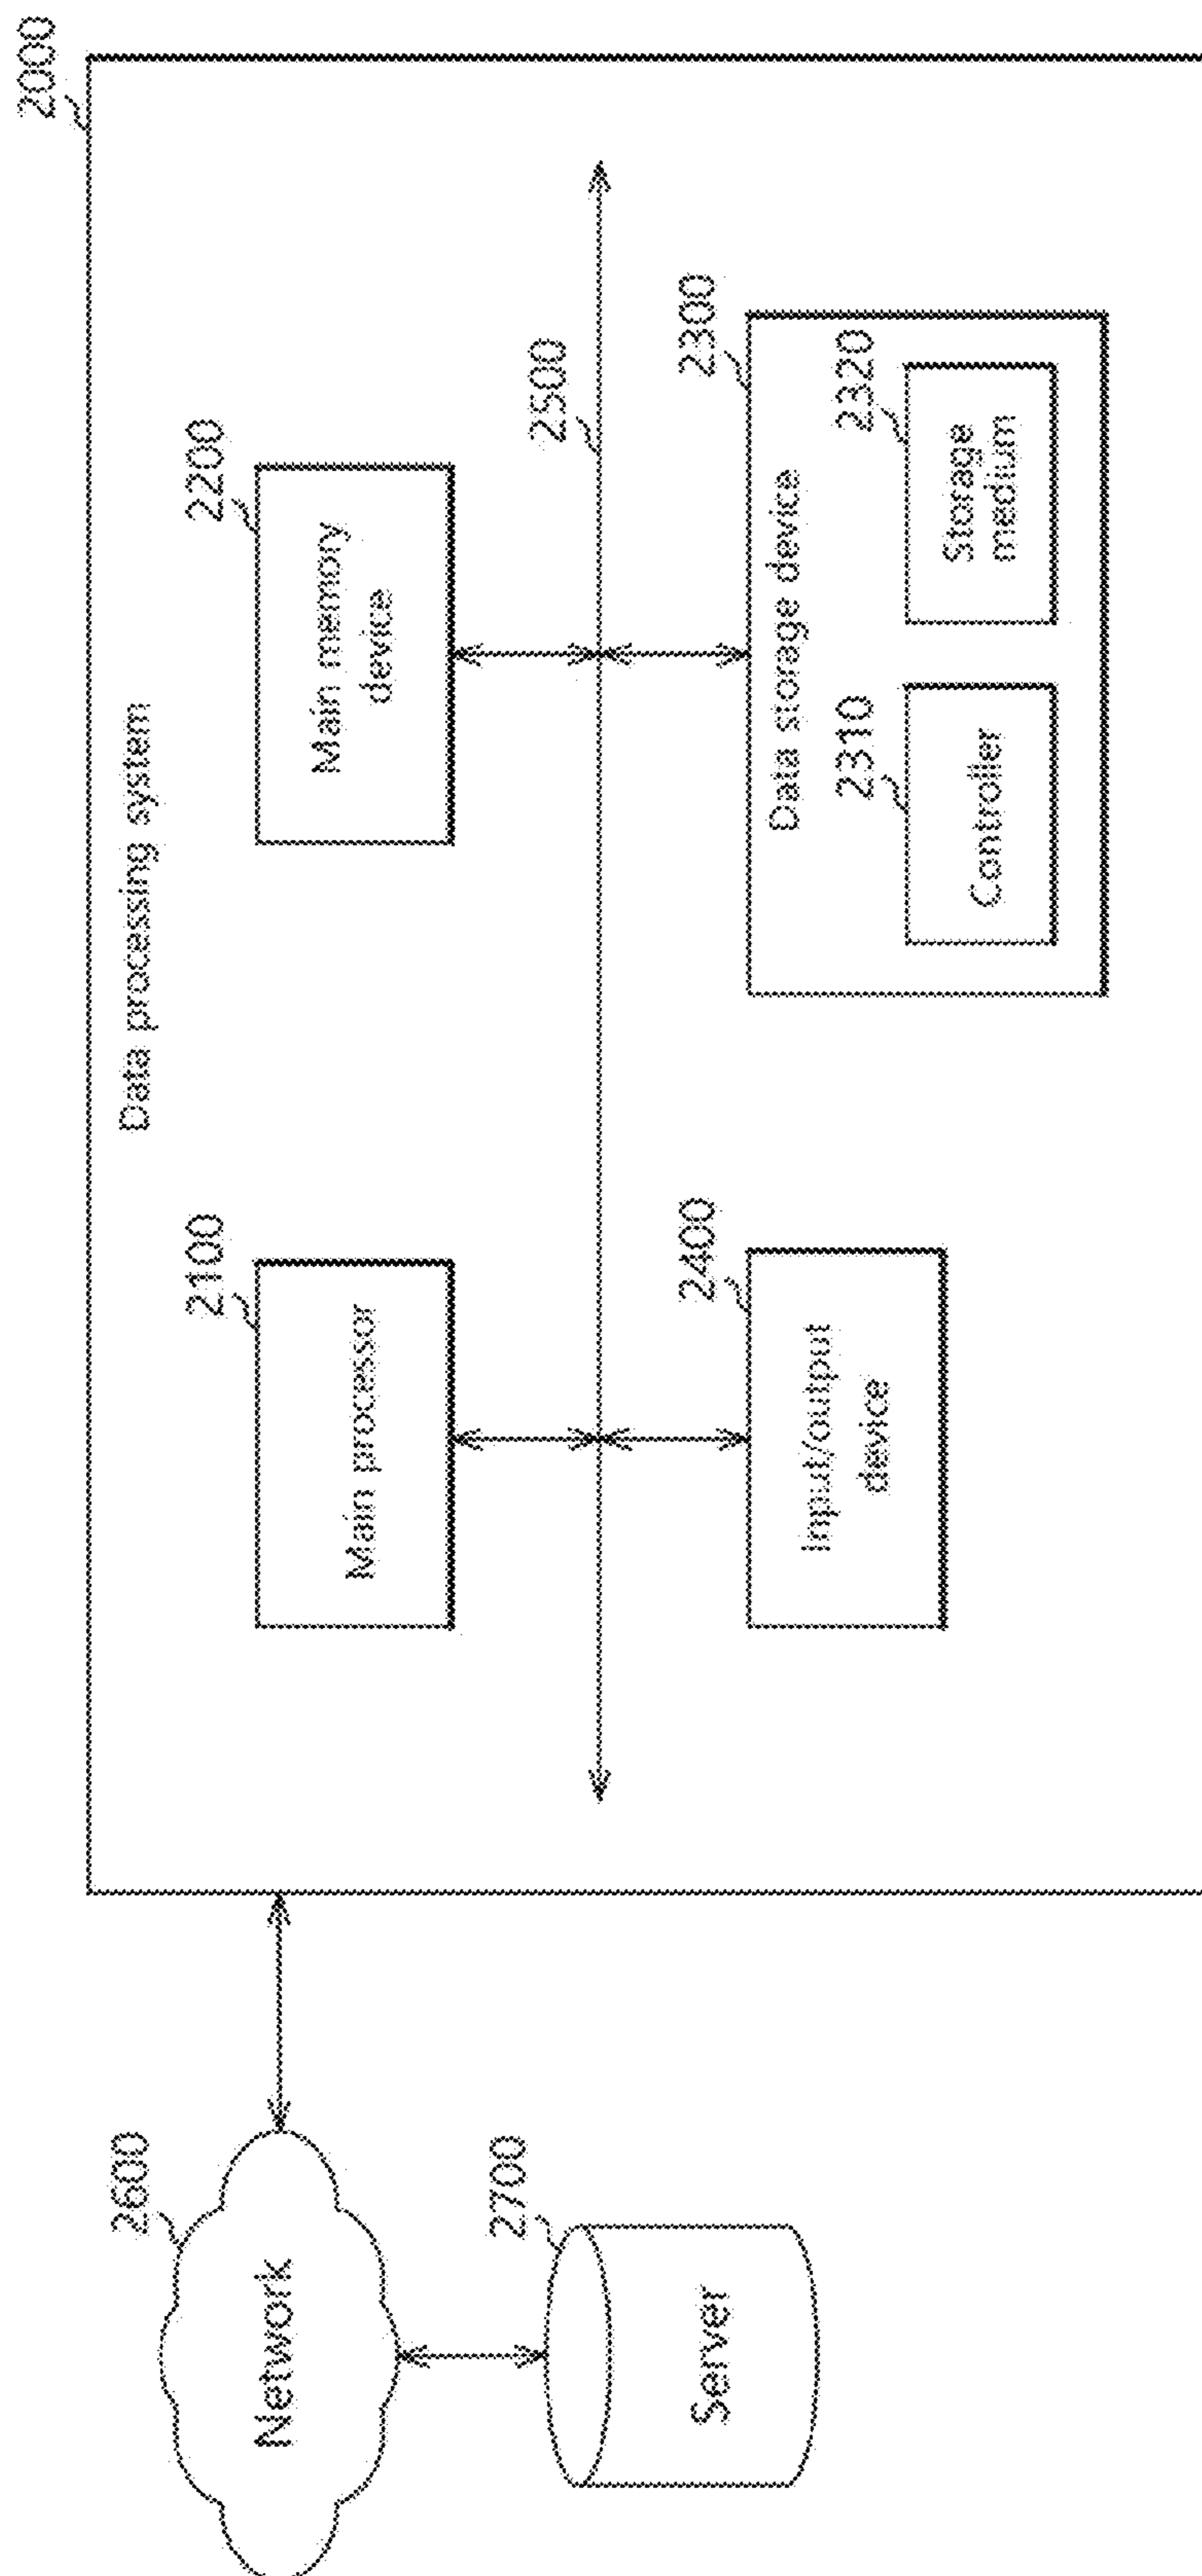 2000
Data processing system
2600
Network
2100
Main processor
2200
Main memory
device
2500
2700
Server
2400
Input/output
device
2300
Data storage device
2310
Controller
2320
Storage
medium